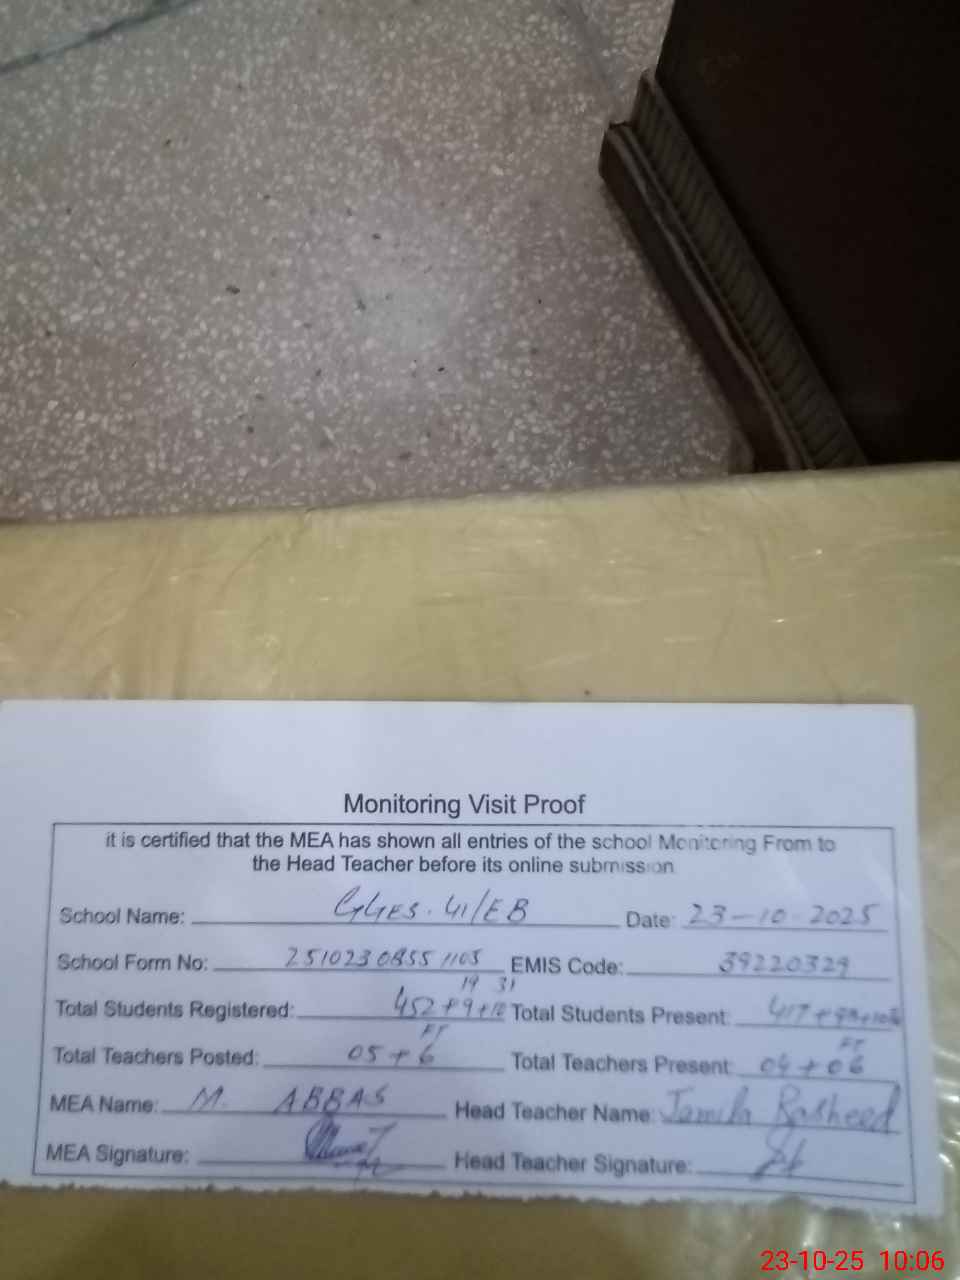 Monitoring Visit Proof
it is certified that the MEA has shown all entries of the school Monitoring From to
the Head Teacher before its online submission
School Name: GGES. 41/EB Date: 23-10-2025
School Form No: 2510230855 1105 EMIS Code: 39220329
19 31
Total Students Registered: 452+9+10 Total Students Present: 417+
FT FT
Total Teachers Posted: 05+6 Total Teachers Present: 04+06
MEA Name: M. ABBAS Head Teacher Name: Jamila Rasheed
MEA Signature: Head Teacher Signature:
23-10-25 10:06